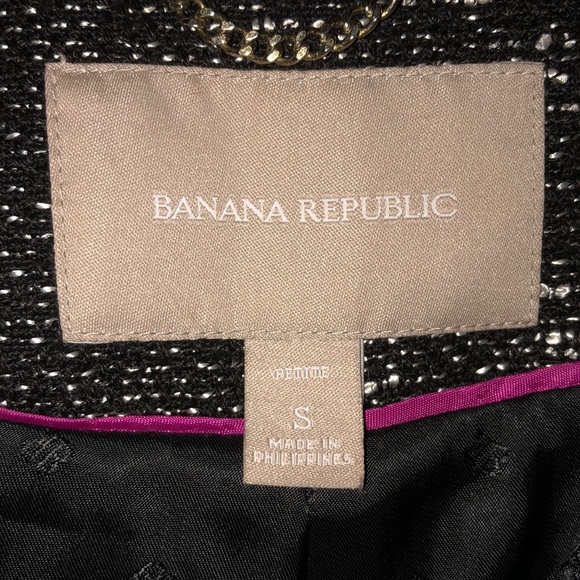 BANANA REPUBLIC
PETITE
S
MADE IN
PHILIPPINES